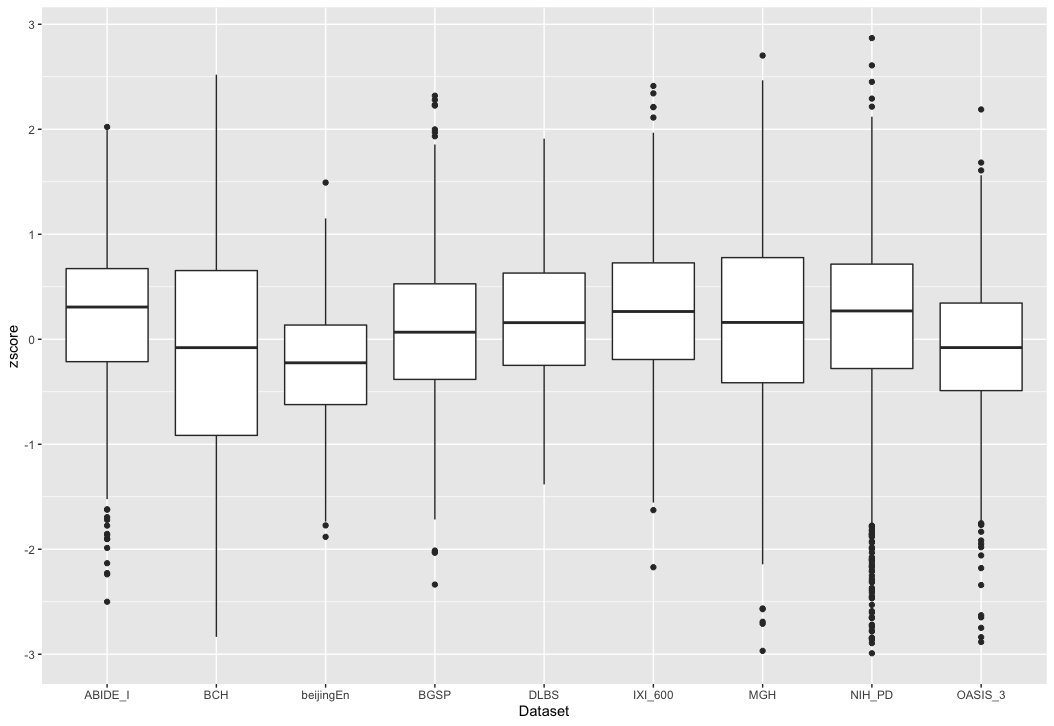 3
2
1
0
-1
-2
-3
zscore
ABIDE_I BCH beijingEn BGSP DLBS IXI_600 MGH NIH_PD OASIS_3
Dataset